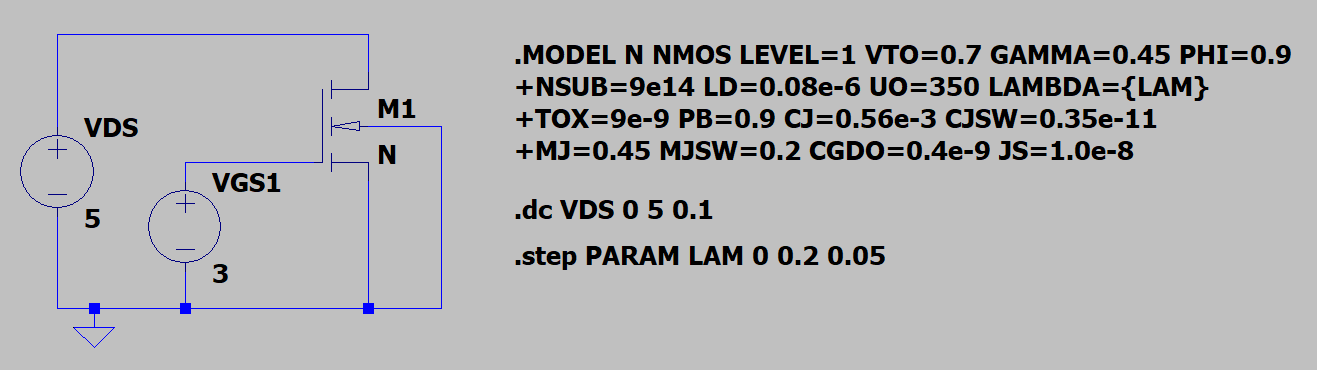 VDS
5
VGS1
3
M1
N
.MODEL N NMOS LEVEL=1 VTO=0.7 GAMMA=0.45 PHI=0.9
+NSUB=9e14 LD=0.08e-6 UO=350 LAMBDA={LAM}
+TOX=9e-9 PB=0.9 CJ=0.56e-3 CJSW=0.35e-11
+MJ=0.45 MJSW=0.2 CGDO=0.4e-9 JS=1.0e-8
.dc VDS 0 5 0.1
.step PARAM LAM 0 0.2 0.05